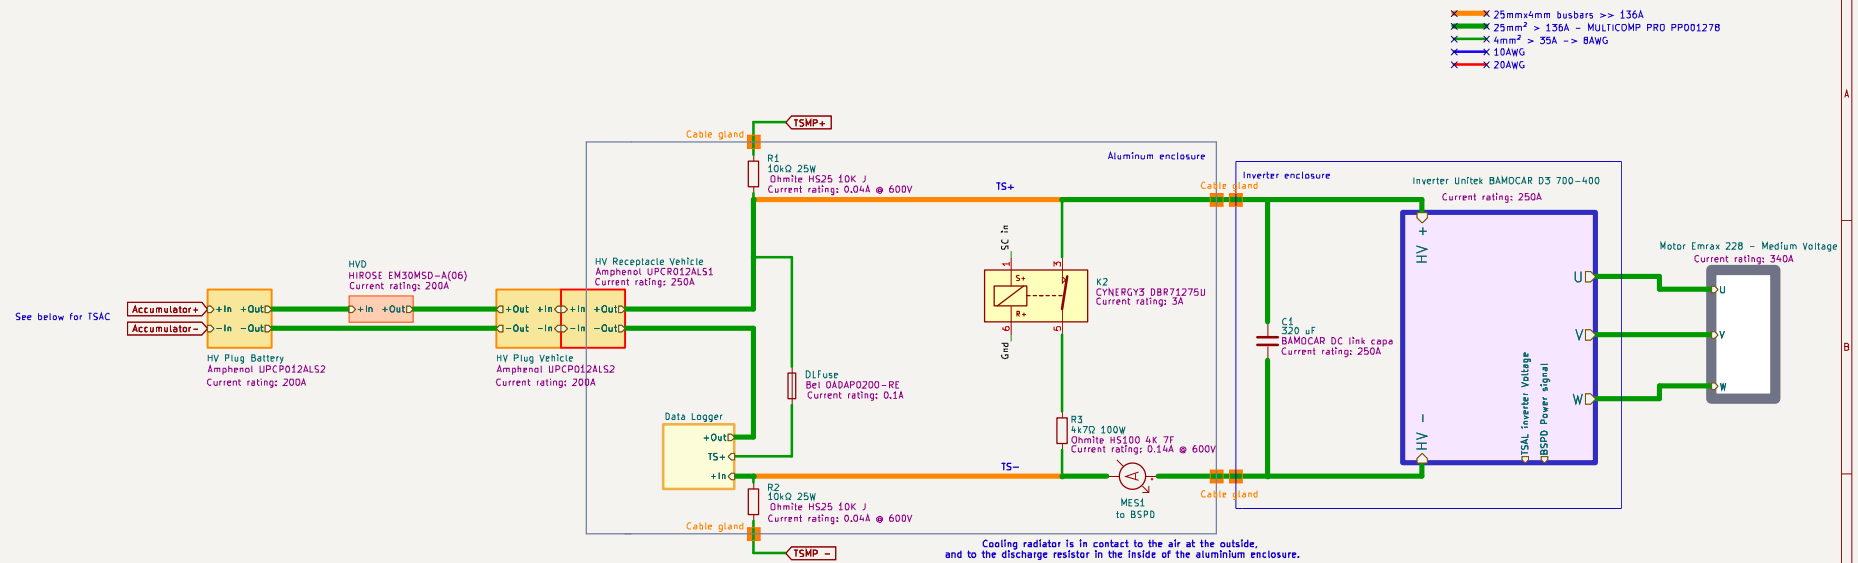 25mmx4mm busbars >> 136A
25mm² > 136A - MULTICOMP PRO PP001278
4mm² > 35A -> 8AWG
10AWG
20AWG
A
TSMP+
Cable gland
Aluminum enclosure
R1
10kΩ 25W
Ohmite HS25 10K J
Current rating: 0.04A @ 600V
TS+
Cable gland
Inverter enclosure
Inverter Unitek BAMOCAR D3 700-400
Current rating: 250A
HV +
SC in
Motor Emrax 228 - Medium Voltage
Current rating: 340A
HVD
HIROSE EM30MSD-A(06)
Current rating: 200A
HV Receptacle Vehicle
Amphenol UPCR012ALS1
Current rating: 250A
1
3
S+
R+
6
5
K2
CYNERGY3 DBR71275U
Current rating: 3A
U
U
See below for TSAC
Accumulator+
+In +Out
+In +Out
+Out +In
+In +Out
Accumulator-
-In -Out
-Out -In
-In -Out
Gnd
C1
320 uF
BAMOCAR DC link capa
Current rating: 250A
V
V
B
HV Plug Battery
Amphenol UPCP012ALS2
Current rating: 200A
HV Plug Vehicle
Amphenol UPCP012ALS2
Current rating: 200A
DLFuse
Bel 0ADAP0200-RE
Current rating: 0.1A
TSAL inverter Voltage
BSPD Power signal
W
W
Data Logger
+Out
TS+
+In
R3
4k7Ω 100W
Ohmite HS100 4K 7F
Current rating: 0.14A @ 600V
HV -
TS-
A
MES1
to BSPD
Cable gland
R2
10kΩ 25W
Ohmite HS25 10K J
Current rating: 0.04A @ 600V
Cable gland
TSMP -
Cooling radiator is in contact to the air at the outside,
and to the discharge resistor in the inside of the aluminium enclosure.